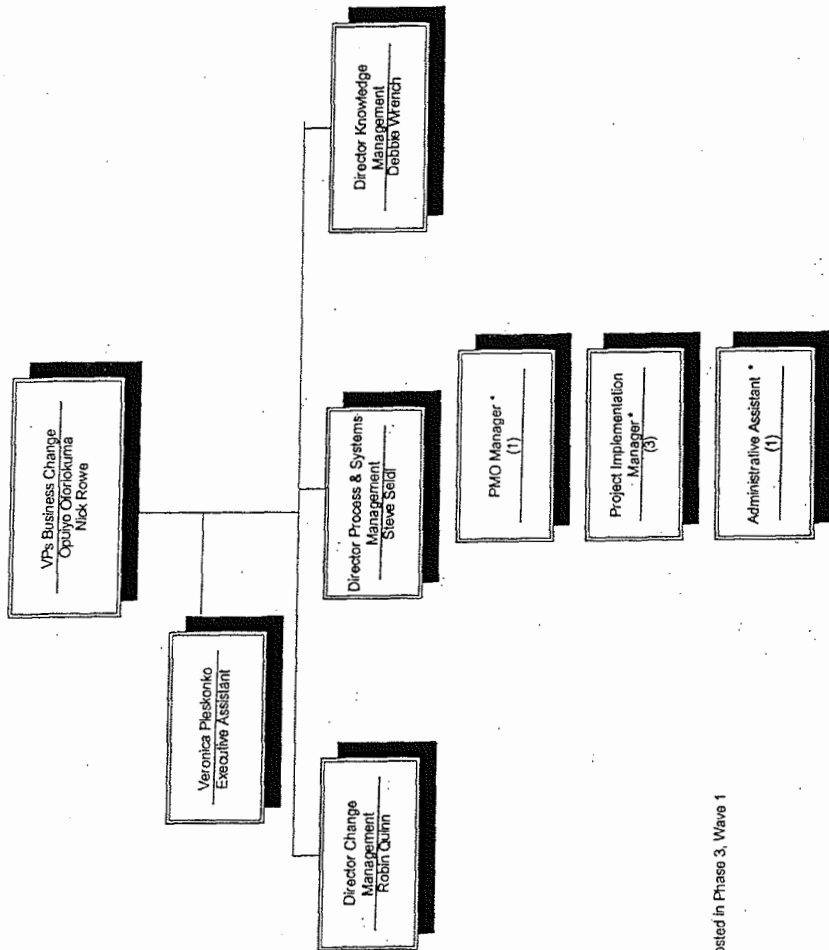 VPs Business Change
Opuiyo Oforiokuma
Nick Rowe
Veronica Pleskonko
Executive Assistant
Director Change
Management
Robin Quinn
Director Process & Systems
Management
Steve Seidl
Director Knowledge
Management
Debbie Wrench
PMO Manager *
(1)
Project Implementation
Manager *
(3)
Administrative Assistant *
(1)
in Phase 3, Wave 1